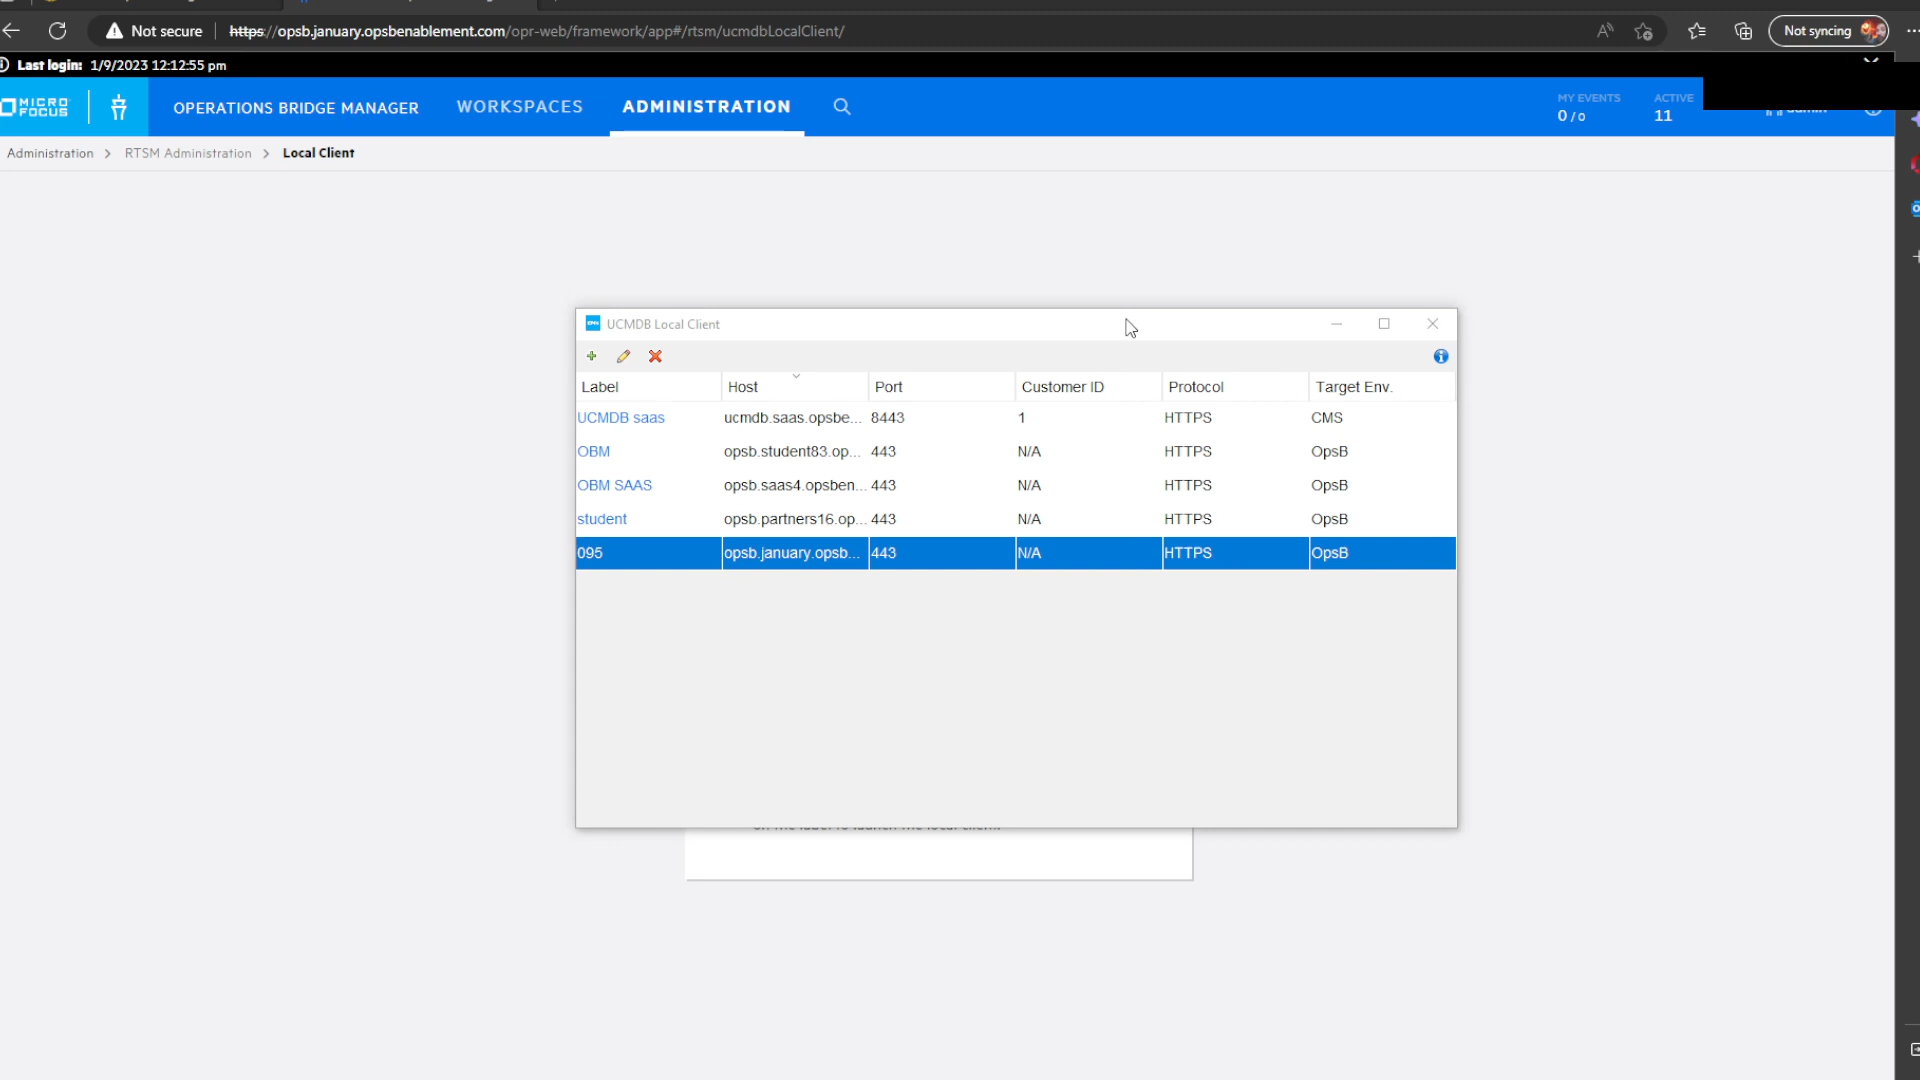 Not secure https://opsb.january.opsbenablement.com/opr-web/framework/app#/rtsm/ucmdbLocalClient/ Not syncing
Last login: 1/9/2023 12:12:55 pm
MICRO FOCUS OPERATIONS BRIDGE MANAGER WORKSPACES ADMINISTRATION MY EVENTS 0 / 0 ACTIVE 11
Administration > RTSM Administration > Local Client
UCMDB Local Client
Label Host Port Customer ID Protocol Target Env.
UCMDB saas ucmdb.saas.opsbe... 8443 1 HTTPS CMS
OBM opsb.student83.op... 443 N/A HTTPS OpsB
OBM SAAS opsb.saas4.opsben... 443 N/A HTTPS OpsB
student opsb.partners16.op... 443 N/A HTTPS OpsB
095 opsb.january.opsb... 443 N/A HTTPS OpsB